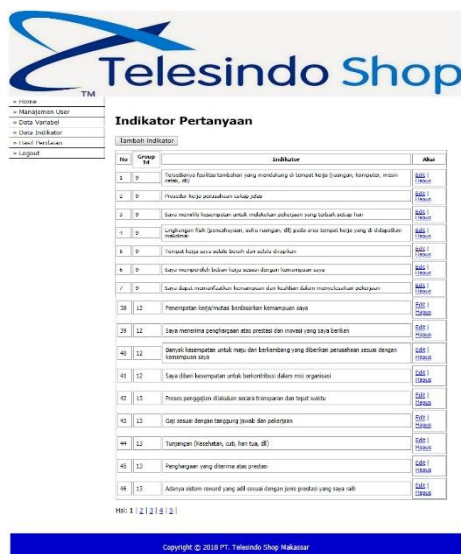 Telesindo Shop
TM
» Home
» Manajemen User
» Data Variabel
» Data Indikator
» Hasil Penilaian
» Logout
Indikator Pertanyaan
Tambah Indikator
No Group Id Indikator Aksi
1 9 Tersedianya fasilitas tambahan yang mendukung di tempat kerja (ruangan, komputer, mesin cetak, dll) Edit | Hapus
2 9 Prosedur kerja perusahaan cukup jelas Edit | Hapus
3 9 Saya memiliki kesempatan untuk melakukan pekerjaan yang terbaik setiap hari Edit | Hapus
4 9 Lingkungan fisik (pencahayaan, suhu ruangan, dll) pada area tempat kerja yang di dapatkan maksimal Edit | Hapus
5 9 Tempat kerja saya selalu bersih dan selalu dirapikan Edit | Hapus
6 9 Saya memperoleh beban kerja sesuai dengan kemampuan saya Edit | Hapus
7 9 Saya dapat memanfaatkan kemampuan dan keahlian dalam menyelesaikan pekerjaan Edit | Hapus
38 12 Penempatan kerja/mutasi berdasarkan kemampuan saya Edit | Hapus
39 12 Saya menerima penghargaan atas prestasi dan inovasi yang saya berikan Edit | Hapus
40 12 Banyak kesempatan untuk maju dan berkembang yang diberikan perusahaan sesuai dengan kemampuan saya Edit | Hapus
41 12 Saya diberi kesempatan untuk berkontribusi dalam misi organisasi Edit | Hapus
42 13 Proses penggajian dilakukan secara transparan dan tepat waktu Edit | Hapus
43 13 Gaji sesuai dengan tanggung jawab dan pekerjaan Edit | Hapus
44 13 Tunjangan (Kesehatan, cuti, hari tua, dll) Edit | Hapus
45 13 Penghargaan yang diterima atas prestasi Edit | Hapus
46 13 Adanya sistem reward yang adil sesuai dengan jenis prestasi yang saya raih Edit | Hapus
Hal: 1 | 2 | 3 | 4 | 5 |
Copyright © 2018 PT. Telesindo Shop Makassar